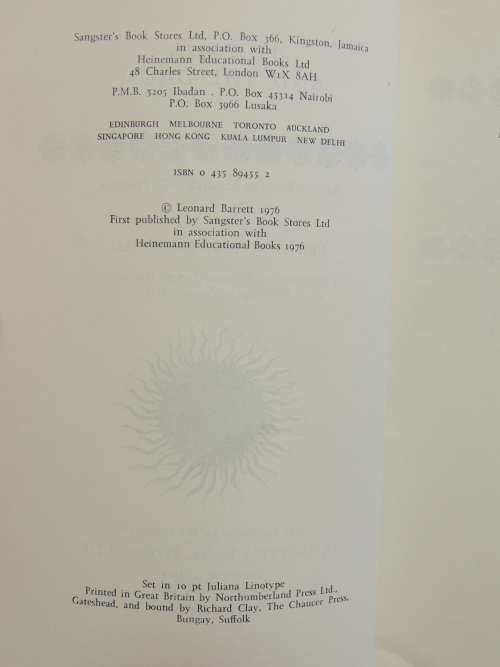 Sangster's Book Stores Ltd, P.O. Box 366, Kingston, Jamaica
in association with
Heinemann Educational Books Ltd
48 Charles Street, London W1X 8AH
P.M.B. 5205 Ibadan . P.O. Box 45314 Nairobi
P.O. Box 3966 Lusaka
EDINBURGH MELBOURNE TORONTO AUCKLAND
SINGAPORE HONG KONG KUALA LUMPUR NEW DELHI
ISBN 0 435 89455 2
© Leonard Barrett 1976
First published by Sangster's Book Stores Ltd
in association with
Heinemann Educational Books 1976
Set in 10 pt Juliana Linotype
Printed in Great Britain by Northumberland Press Ltd.,
Gateshead, and bound by Richard Clay, The Chaucer Press,
Bungay, Suffolk